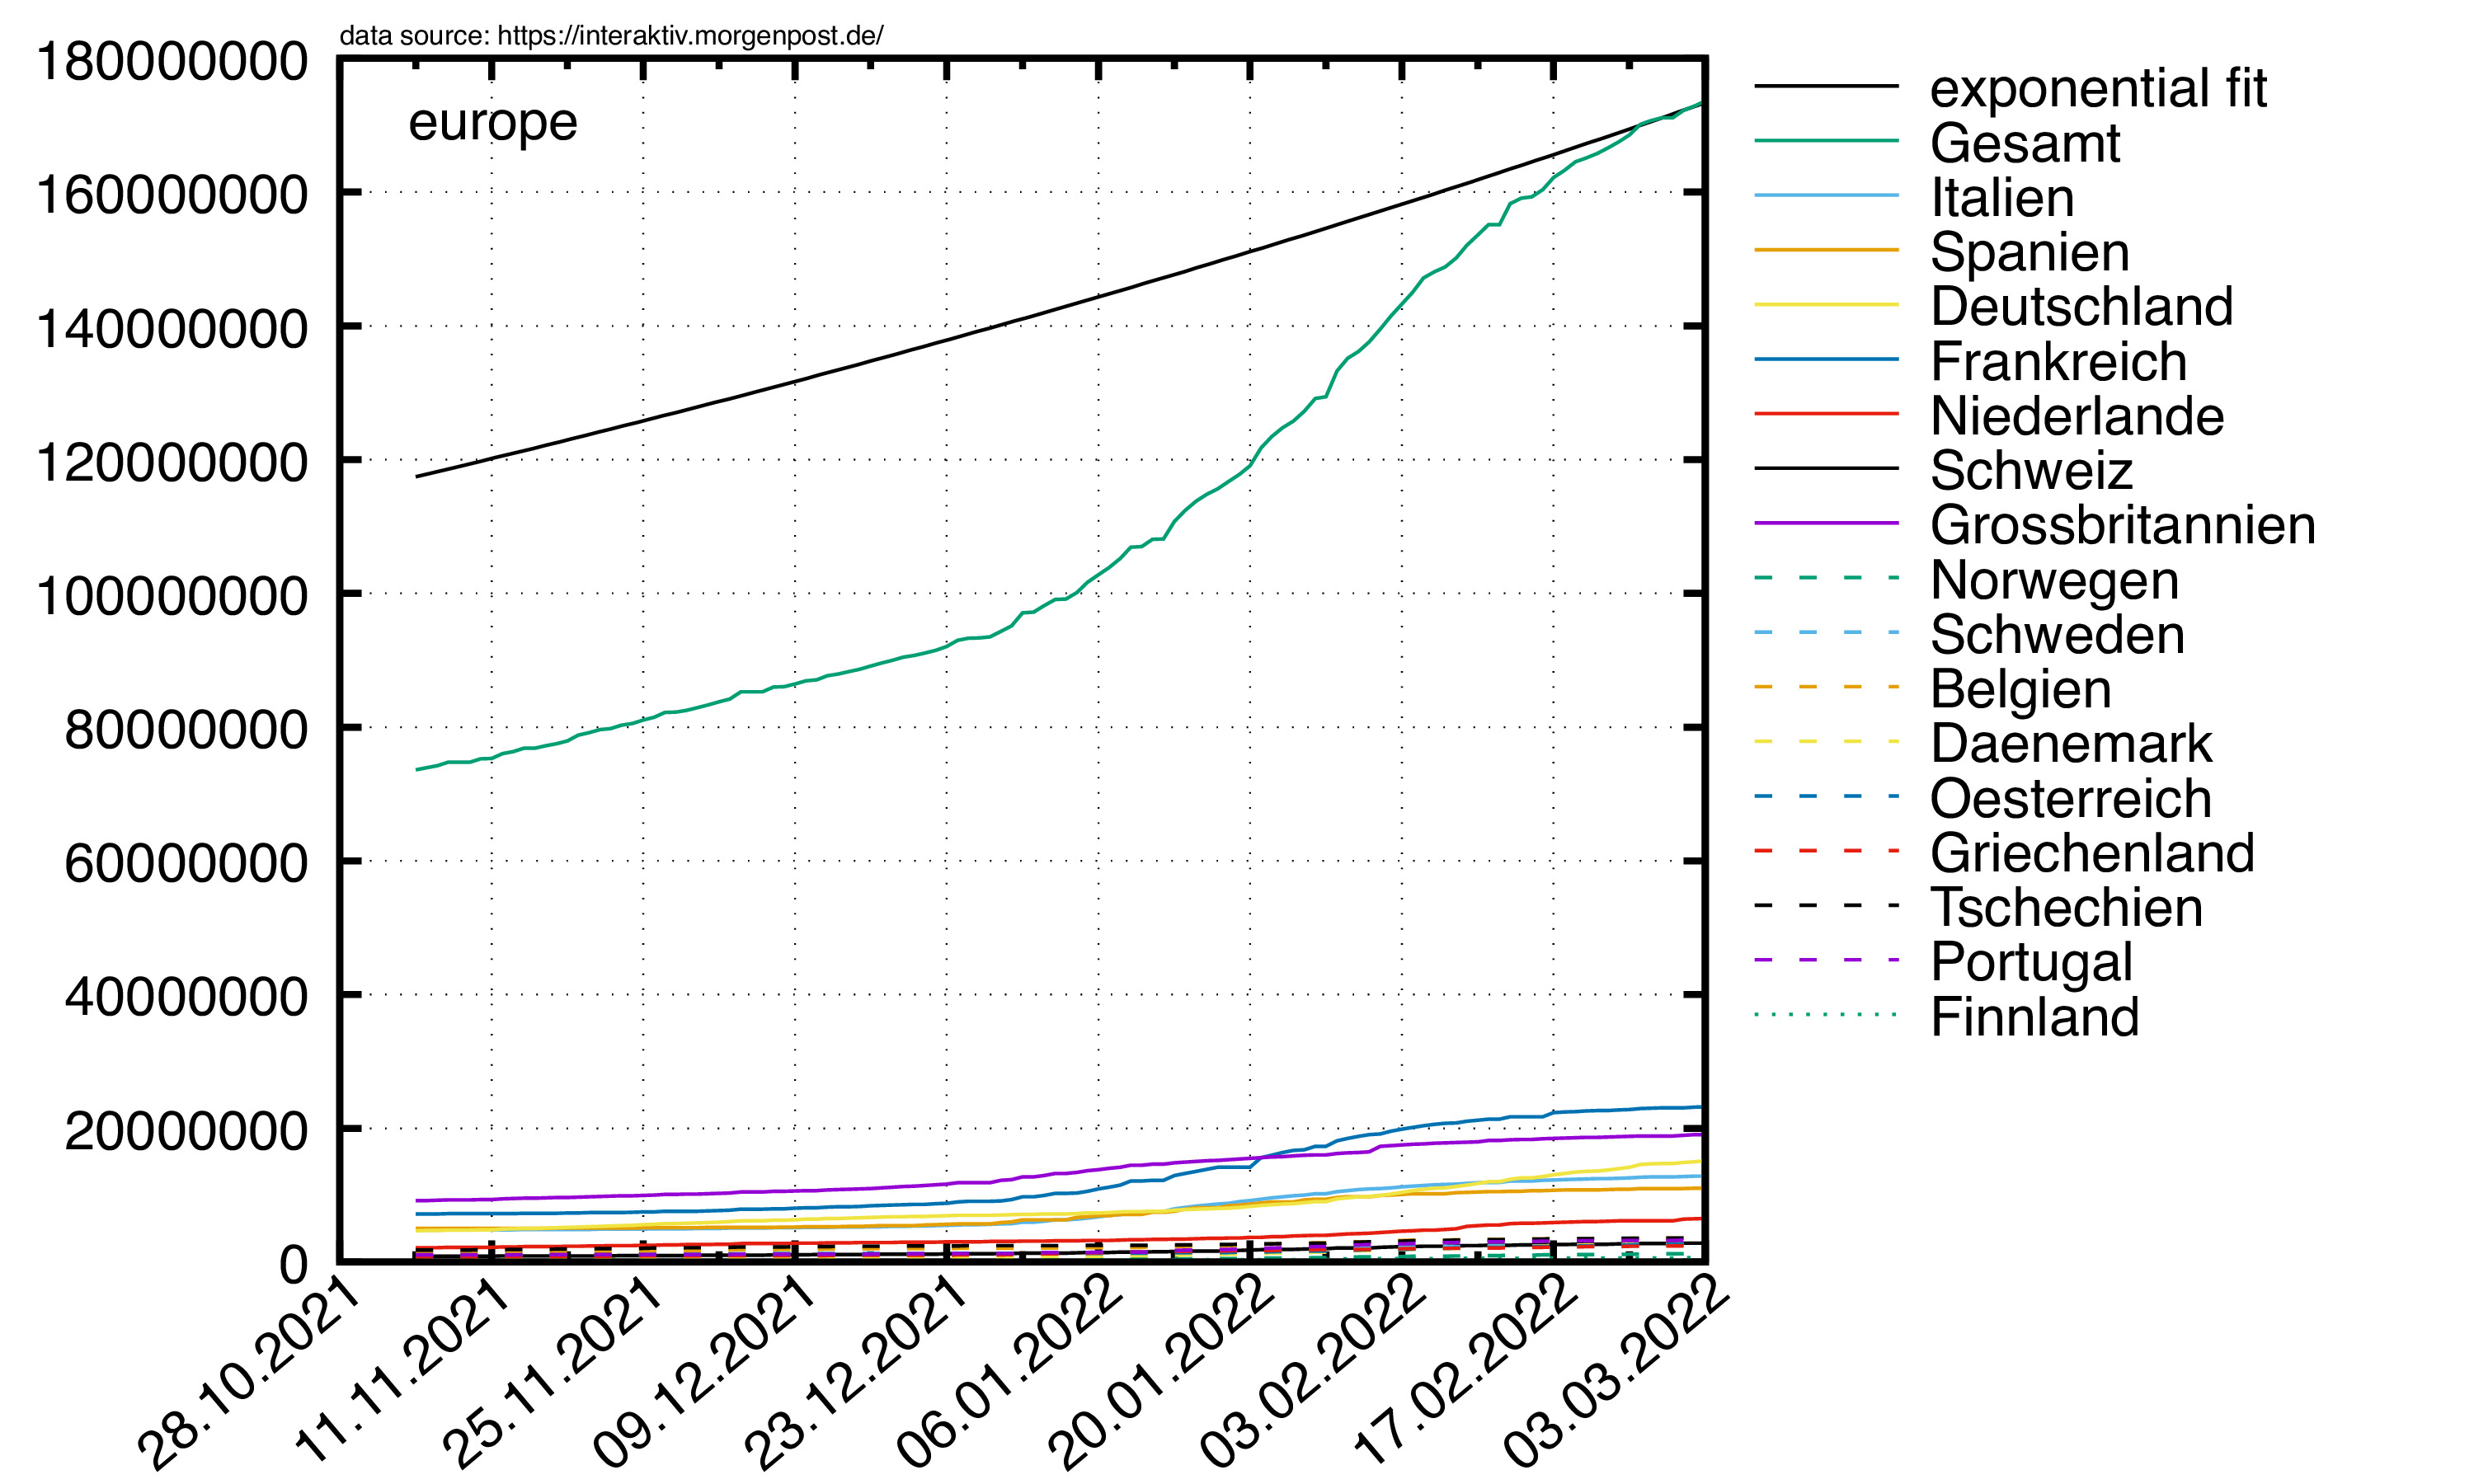 data source: https://interaktiv.morgenpost.de/
180000000
160000000
140000000
120000000
100000000
80000000
60000000
40000000
20000000
0
europe
28.10.2021
11.11.2021
25.11.2021
09.12.2021
23.12.2021
06.01.2022
20.01.2022
03.02.2022
17.02.2022
03.03.2022
exponential fit
Gesamt
Italien
Spanien
Deutschland
Frankreich
Niederlande
Schweiz
Grossbritannien
Norwegen
Schweden
Belgien
Daenemark
Oesterreich
Griechenland
Tschechien
Portugal
Finnland